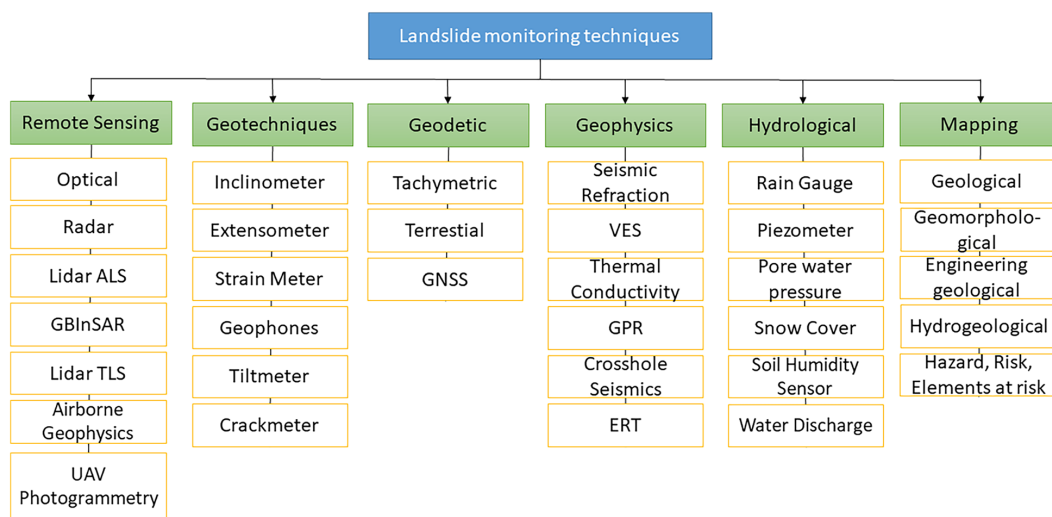 Landslide monitoring techniques
Remote Sensing
Optical
Radar
Lidar ALS
GBInSAR
Lidar TLS
Airborne
Geophysics
UAV
Photogrammetry
Geotechniques
Inclinometer
Extensometer
Strain Meter
Geophones
Tiltmeter
Crackmeter
Geodetic
Tachymetric
Terrestial
GNSS
Geophysics
Seismic
Refraction
VES
Thermal
Conductivity
GPR
Crosshole
Seismics
ERT
Hydrological
Rain Gauge
Piezometer
Pore water
pressure
Snow Cover
Soil Humidity
Sensor
Water Discharge
Mapping
Geological
Geomorpholo-
gical
Engineering
geological
Hydrogeological
Hazard, Risk,
Elements at risk